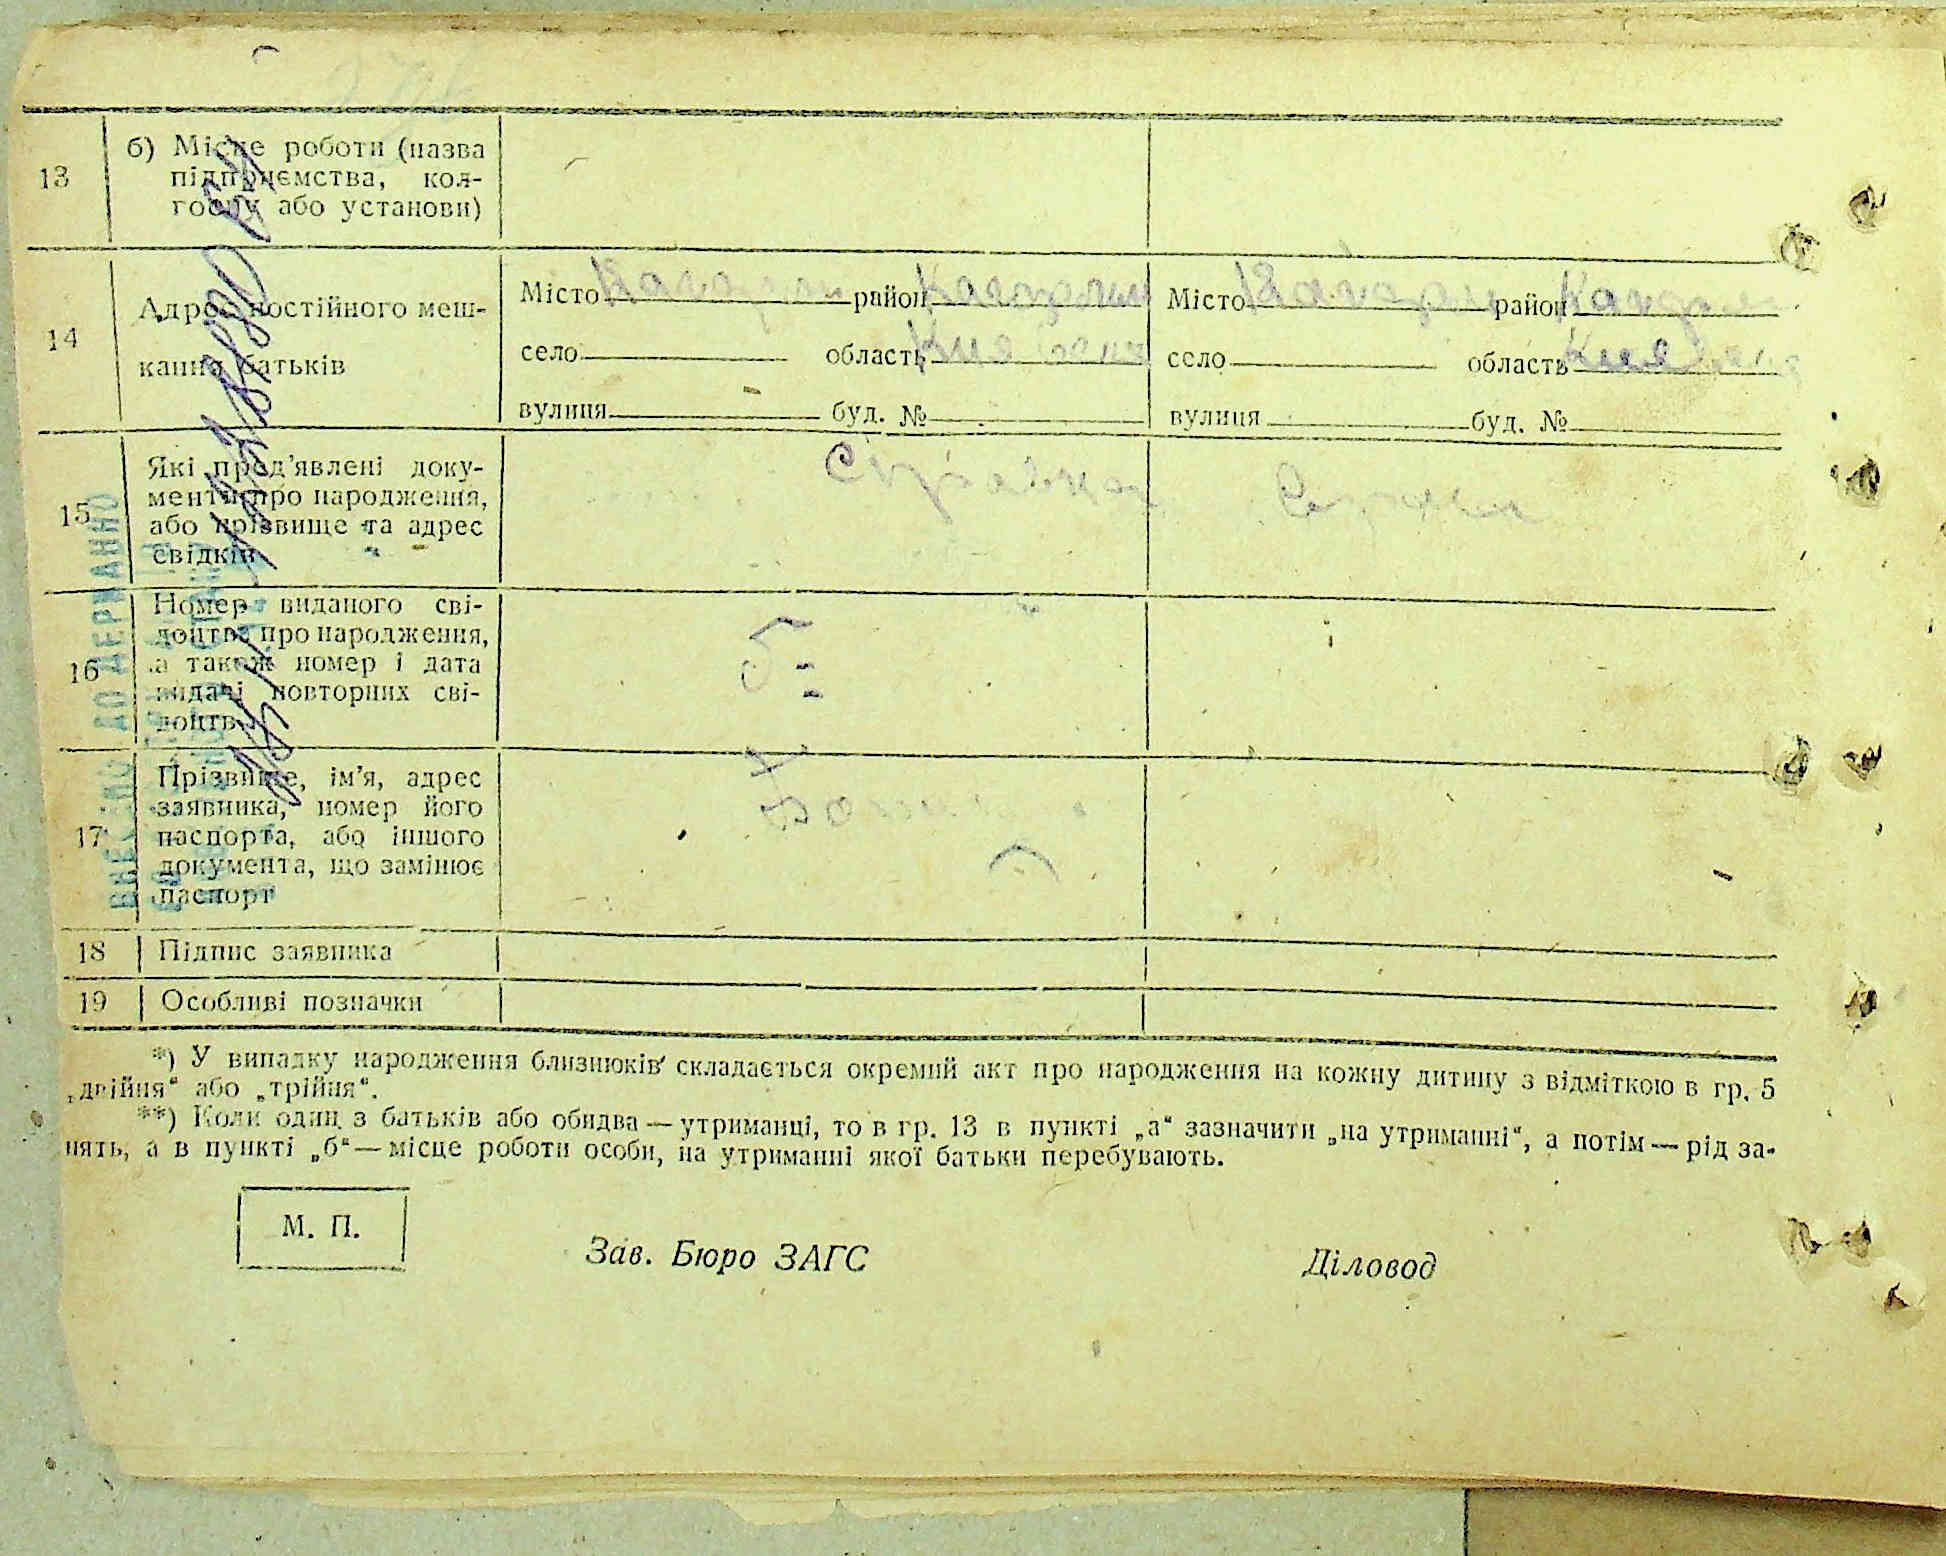 13
б) Місце роботи (назва
підприємства, кол-
госпу або установи)
14
Адрес постійного меш-
кання батьків
Місто район
село область
вулиця буд. №
Місто район
село область
вулиця буд. №
15
Які пред’явлені доку-
менти про народження,
або прізвище та адрес
свідків
16
Номер виданого сві-
доцтва про народження,
а також номер і дата
видачі повторних сві-
доцтв
17
Прізвище, ім’я, адрес
заявника, номер його
паспорта, або іншого
документа, що замінює
паспорт
18 Підпис заявника
19 Особливі позначки
*) У випадку народження близнюків складається окремий акт про народження на кожну дитину з відміткою в гр. 5
„двійня“ або „трійня“.
**) Коли один з батьків або обидва — утриманці, то в гр. 13 в пункті „а“ зазначити „на утриманні“, а потім — рід за-
нять, а в пункті „б“ — місце роботи особи, на утриманні якої батьки перебувають.
М. П.
Зав. Бюро ЗАГС
Діловод